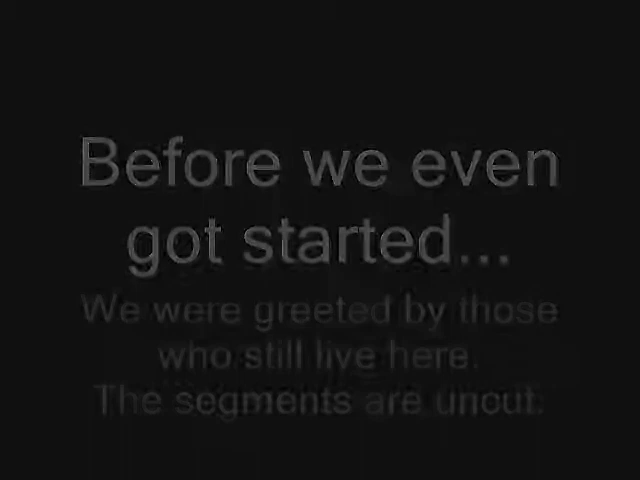 Before we even
got started...
We were greeted by those
who still live here.
The segments are uncut.